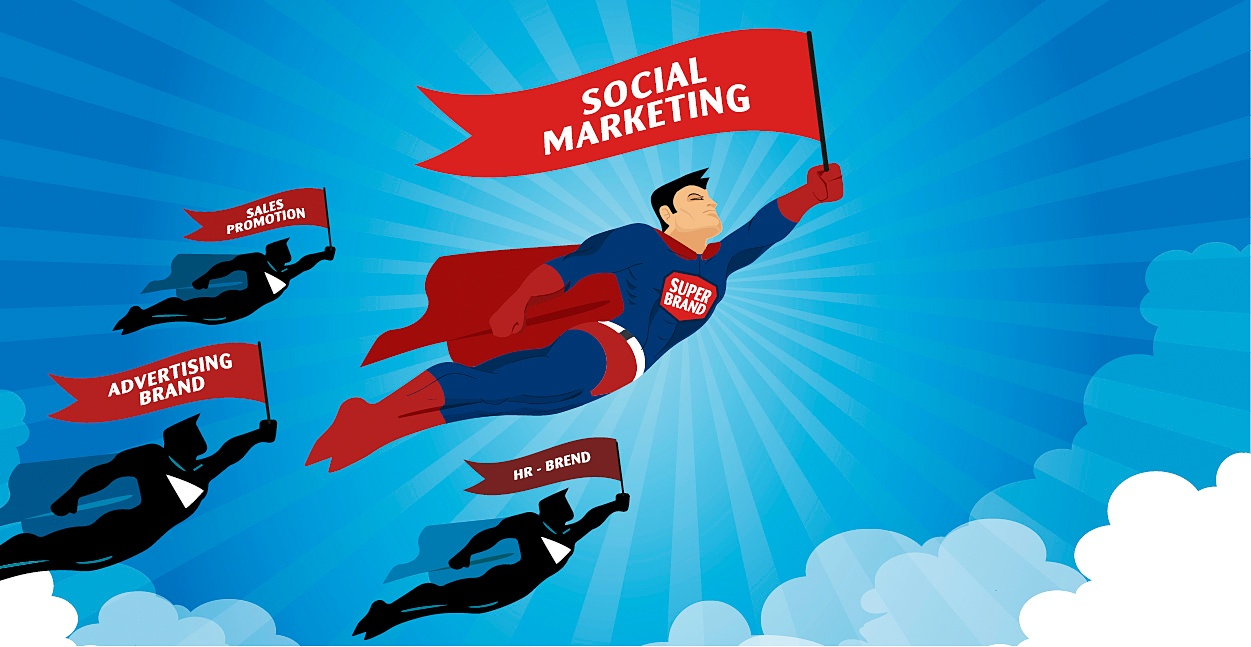 SOCIAL
MARKETING
SALES
PROMOTION
SUPER
BRAND
ADVERTISING
BRAND
HR - BREND